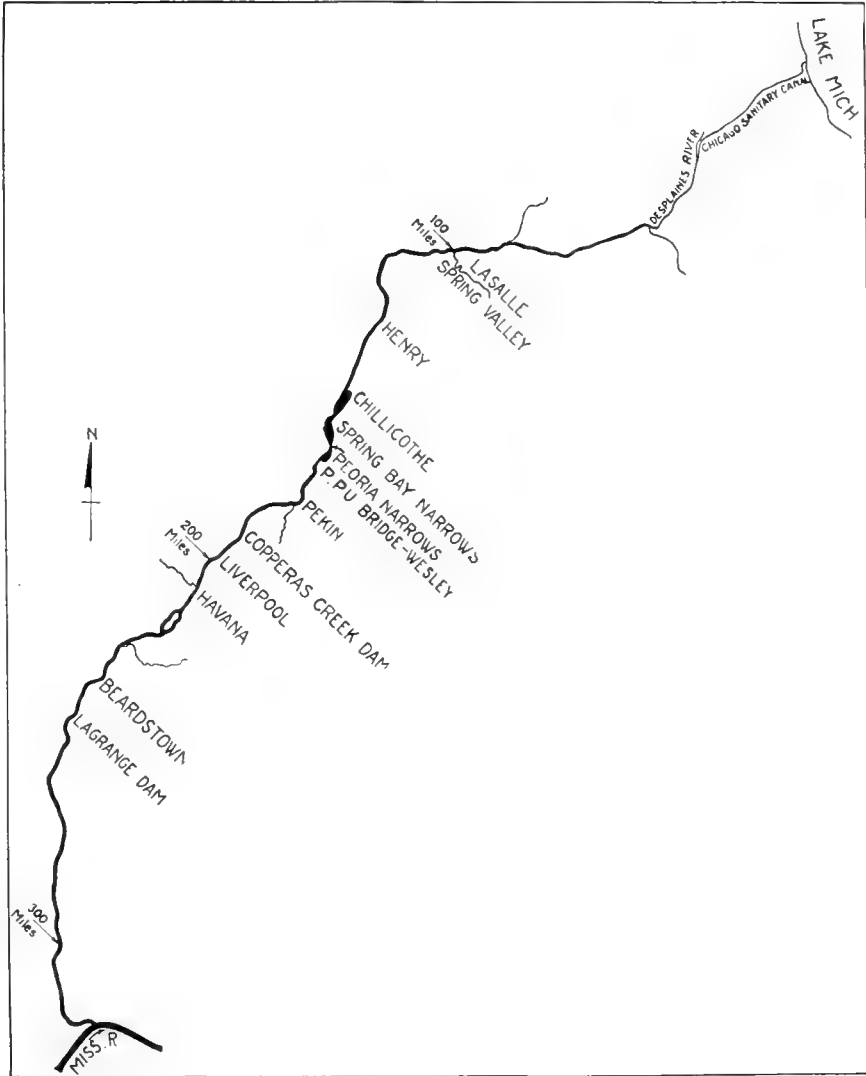 LAKE MICH
CHICAGO SANITARY CANAL
DESPLAINES RIVER
100
Miles
LASALLE
SPRING VALLEY
HENRY
CHILLICOTHE
SPRING BAY NARROWS
N
PEORIA NARROWS
P.P.U BRIDGE-WESLEY
PEKIN
200
Miles
COPPERAS CREEK DAM
LIVERPOOL
HAVANA
BEARDSTOWN
LAGRANGE DAM
300
Miles
MISS. R